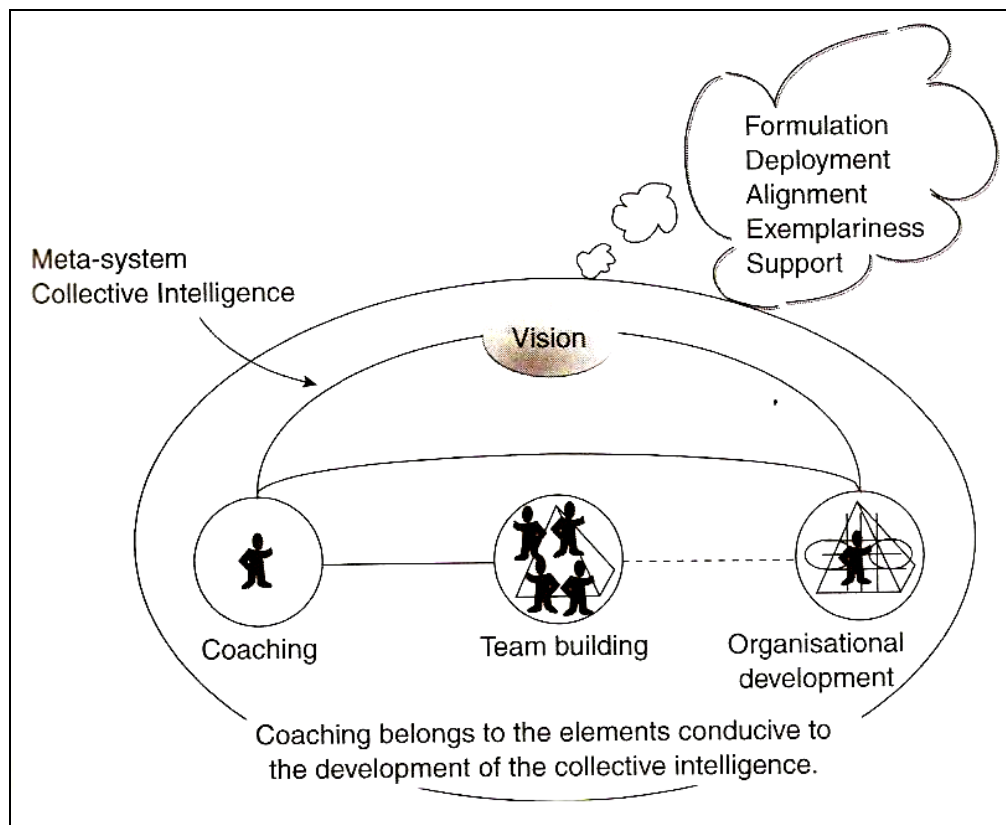 Formulation
Deployment
Alignment
Exemplariness
Support
Meta-system
Collective Intelligence
Vision
Coaching
Team building
Organisational
development
Coaching belongs to the elements conducive to
the development of the collective intelligence.